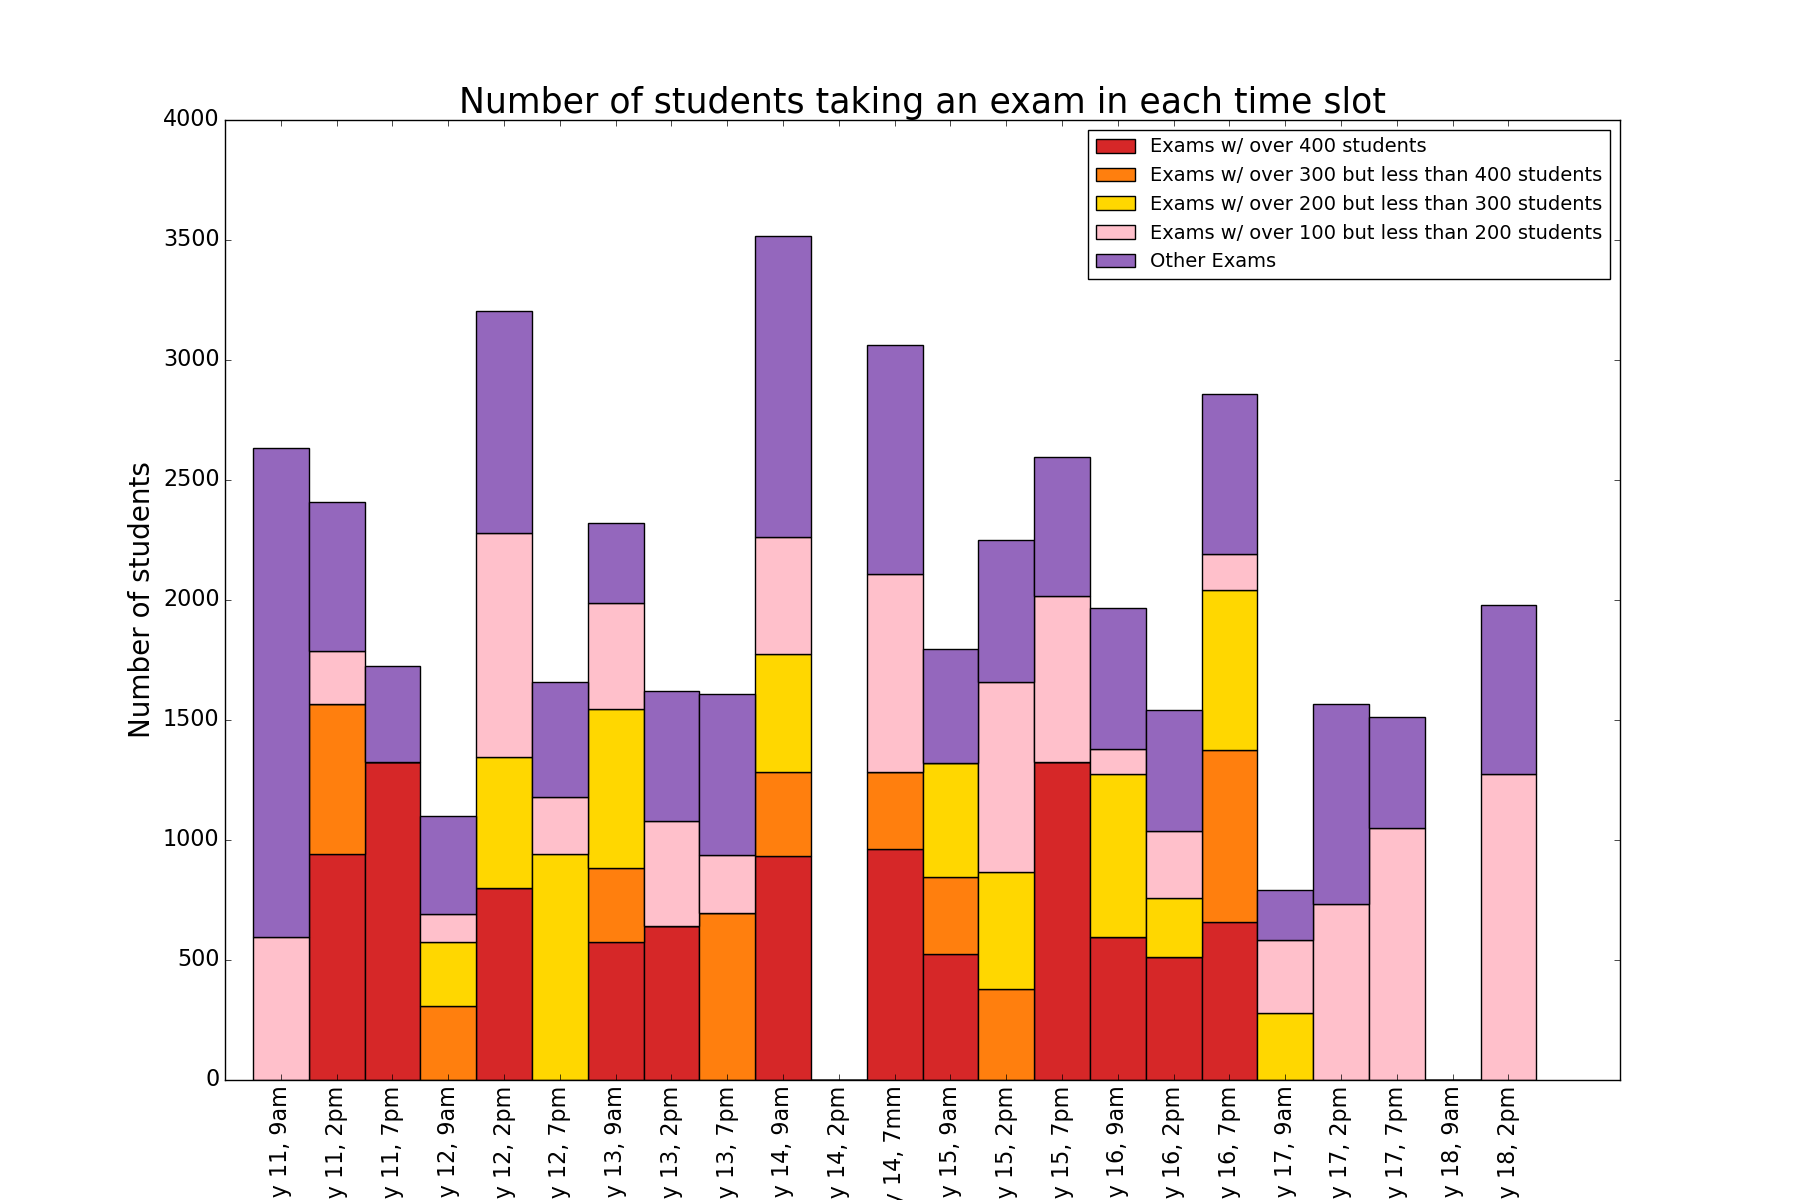 Number of students taking an exam in each time slot
Number of students
4000
3500
3000
2500
2000
1500
1000
500
0
Exams w/ over 400 students
Exams w/ over 300 but less than 400 students
Exams w/ over 200 but less than 300 students
Exams w/ over 100 but less than 200 students
Other Exams
y 11, 9am
y 11, 2pm
y 11, 7pm
y 12, 9am
y 12, 2pm
y 12, 7pm
y 13, 9am
y 13, 2pm
y 13, 7pm
y 14, 9am
y 14, 2pm
y 14, 7mm
y 15, 9am
y 15, 2pm
y 15, 7pm
y 16, 9am
y 16, 2pm
y 16, 7pm
y 17, 9am
y 17, 2pm
y 17, 7pm
y 18, 9am
y 18, 2pm